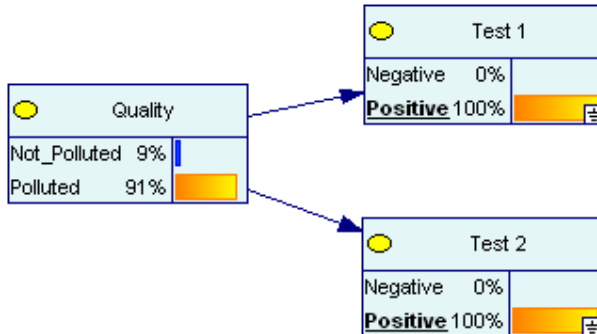 Test 1
Negative 0%
Positive 100%
Quality
Not_Polluted 9%
Polluted 91%
Test 2
Negative 0%
Positive 100%